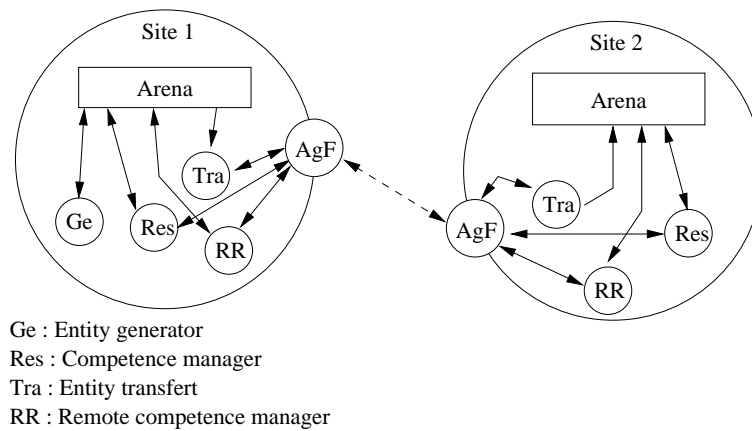 Site 1
Arena
AgF
Tra
Ge
Res
RR
Site 2
Arena
Tra
AgF
Res
RR
Ge : Entity generator
Res : Competence manager
Tra : Entity transfert
RR : Remote competence manager